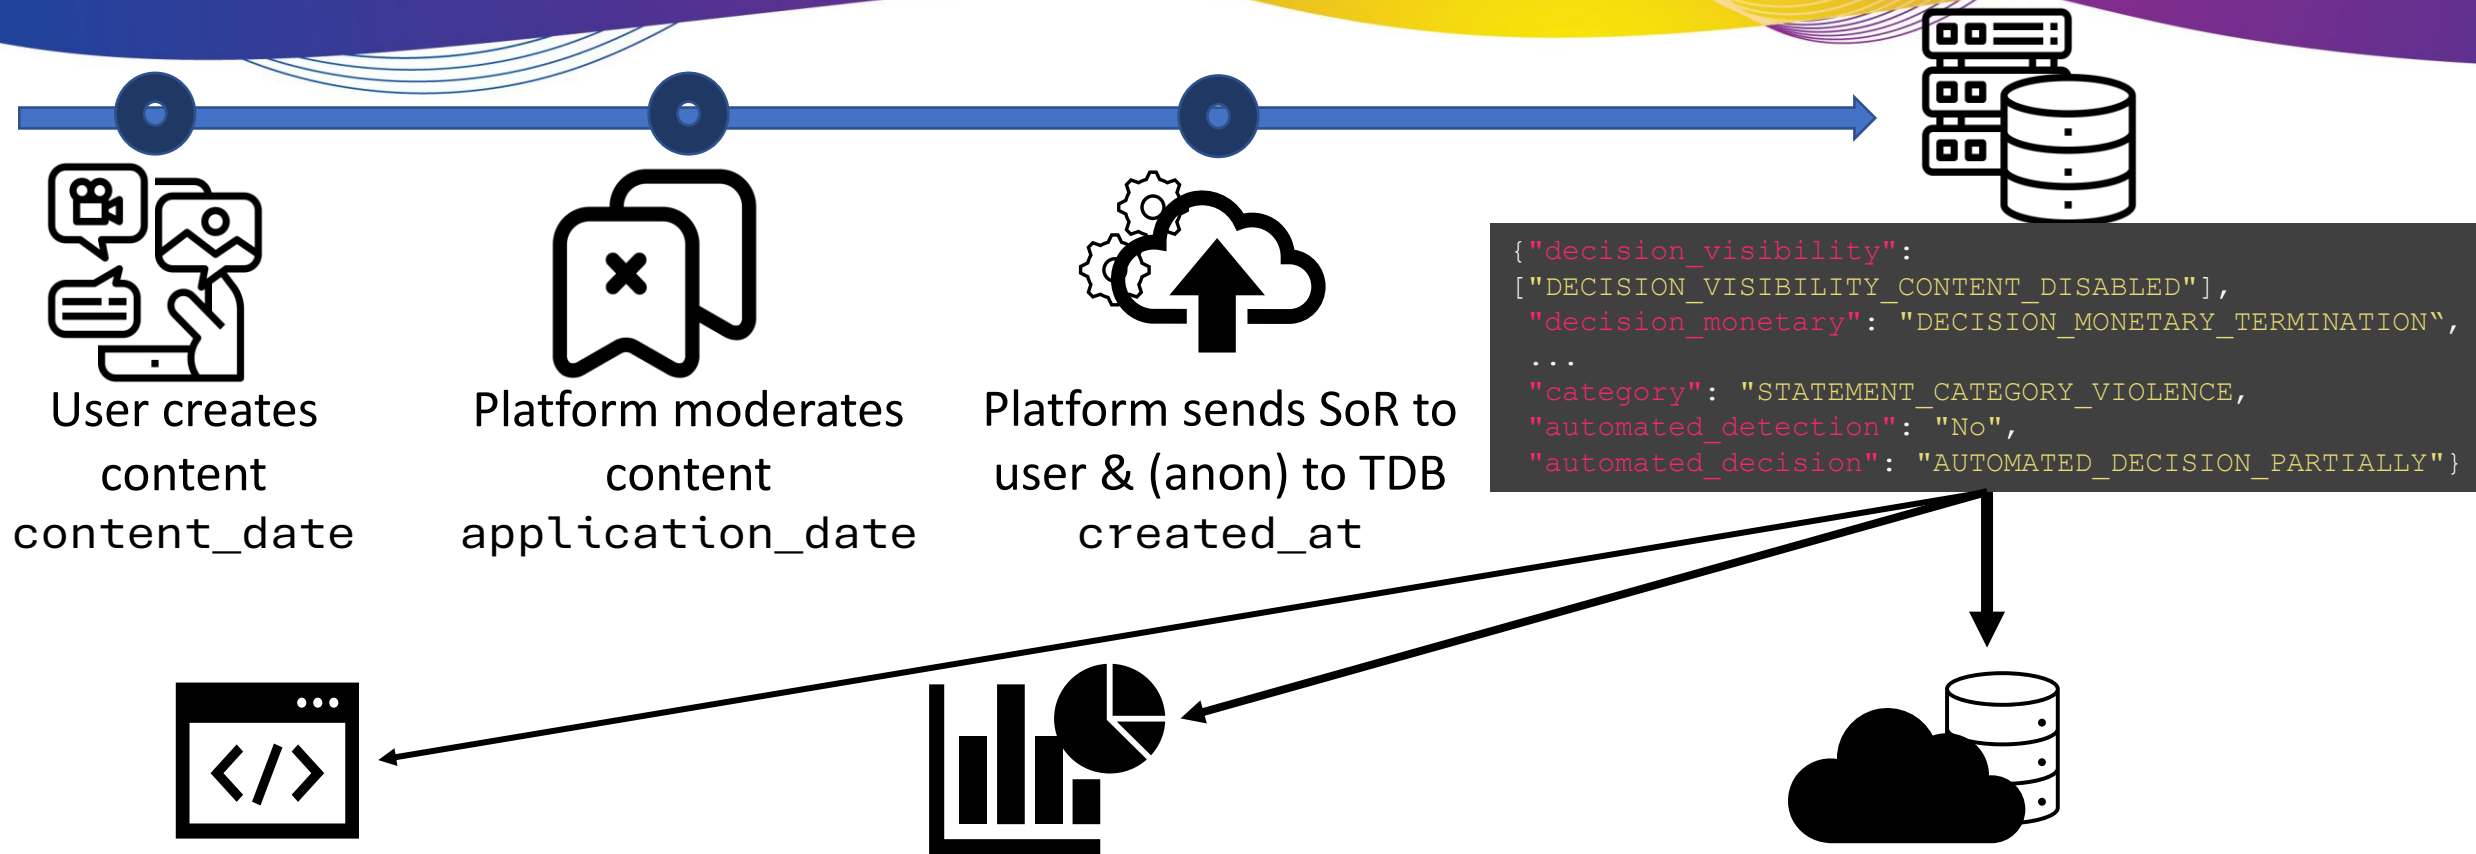 User creates
content
content_date
Platform moderates
content
application_date
Platform sends SoR to
user & (anon) to TDB
created_at
{"decision_visibility":
["DECISION_VISIBILITY_CONTENT_DISABLED"],
"decision_monetary": "DECISION_MONETARY_TERMINATION‟,
...
"category": "STATEMENT_CATEGORY_VIOLENCE,
"automated_detection": "No",
"automated_decision": "AUTOMATED_DECISION_PARTIALLY"}
</>